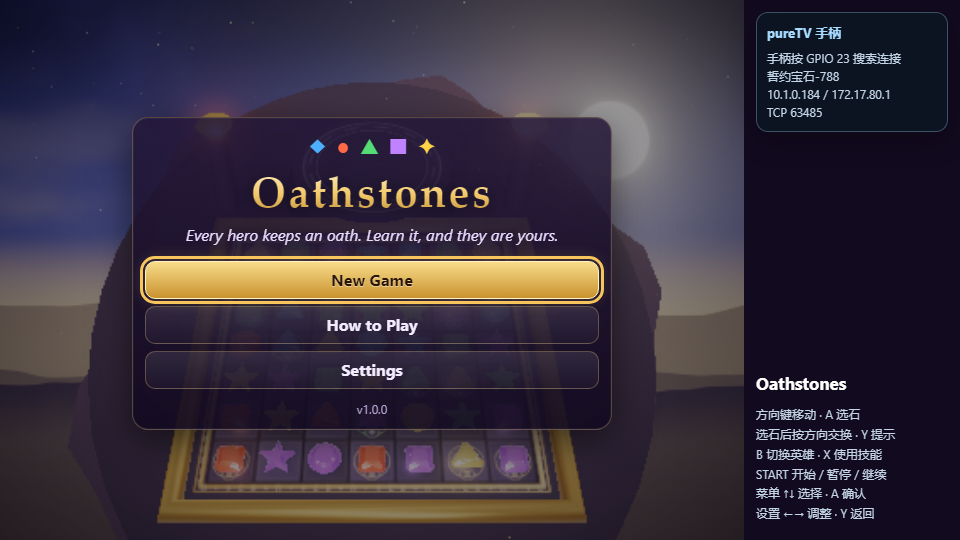 Oathstones
Every hero keeps an oath. Learn it, and they are yours.
New Game
How to Play
Settings
v1.0.0
pureTV 手柄
手柄按 GPIO 23 搜索连接
誓约宝石-788
10.1.0.184 / 172.17.80.1
TCP 63485
Oathstones
方向键移动 · A 选石
选石后按方向交换 · Y 提示
B 切换英雄 · X 使用技能
START 开始 / 暂停 / 继续
菜单 ↑↓ 选择 · A 确认
设置 ←→ 调整 · Y 返回